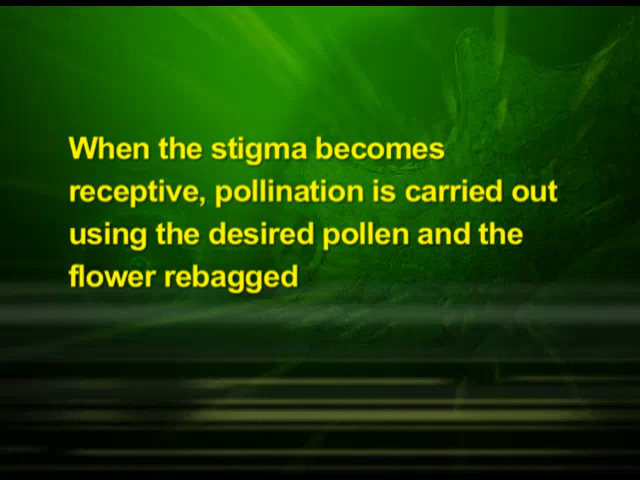 When the stigma becomes
receptive, pollination is carried out
using the desired pollen and the
flower rebagged